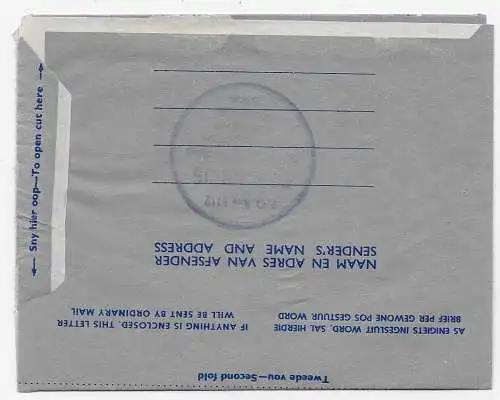 Tweede vou—Second fold
AS ENIGIETS INGESLUIT WORD, SAL HIERDIE
BRIEF PER GEWONE POS GESTUUR WORD
IF ANYTHING IS ENCLOSED, THIS LETTER
WILL BE SENT BY ORDINARY MAIL
NAAM EN ADRES VAN AFSENDER
SENDER'S NAME AND ADDRESS
Sny hier oop—To open cut here